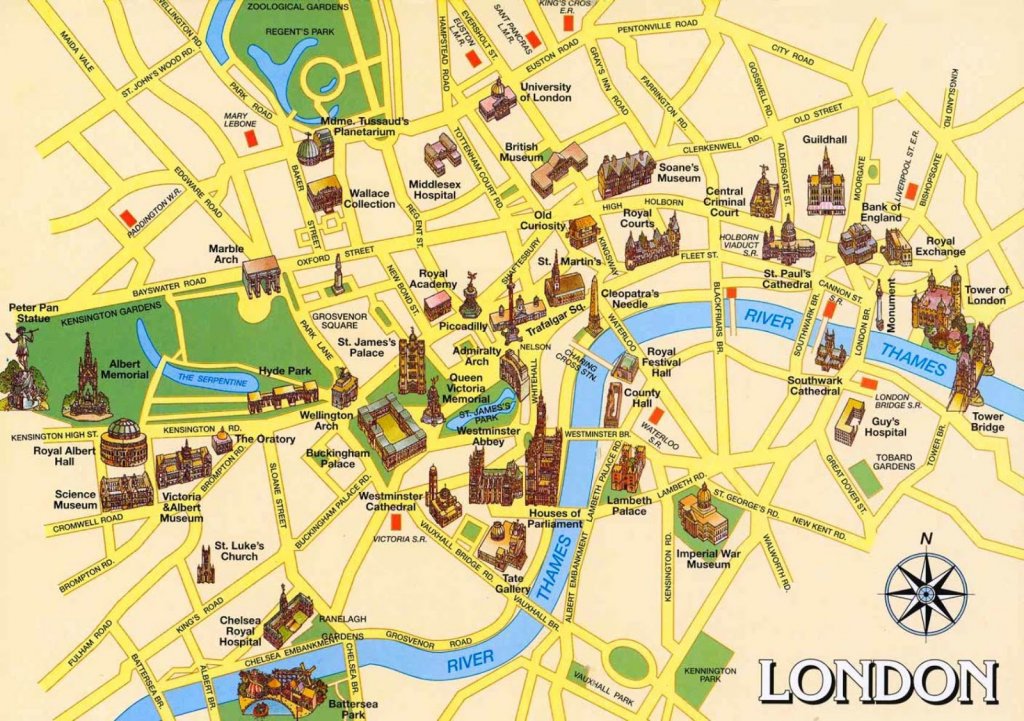 ZOOLOGICAL GARDENS
REGENT'S PARK
WELLINGTON RD.
MAIDA VALE
ST. JOHN'S WOOD RD.
PARK ROAD
HAMPSTEAD ROAD
EUSTON
L.M.R.
EVERSHOLT ST.
SANT PANCRAS
L.M.R.
KING'S CROS
E.R.
EUSTON ROAD
PENTONVILLE ROAD
CITY ROAD
GRAY'S INN ROAD
FARRINGTON RD.
GOSWELL RD.
OLD STREET
KINGSLAND RD.
MARY
LEBONE
Mdme. Tussaud's
Planetarium
University
of London
British
Museum
CLERKENWELL RD.
Guildhall
ALDERSGATE ST.
MOORGATE
LIVERPOOL ST. E.R.
BISHOPSGATE
EDGWARE ROAD
PADDINGTON W.R.
BAKER
STREET
Wallace
Collection
Middlesex
Hospital
TOTTENHAM COURT RD.
Soane's
Museum
Central
Criminal
Court
HIGH HOLBORN
Old
Curiosity
Royal
Courts
KINGSWAY
HOLBORN
VIADUCT
S.R.
Bank of
England
Royal
Exchange
REGENT ST.
Marble
Arch
OXFORD STREET
NEW BOND ST.
SHAFTESBURY
FLEET ST.
St. Paul's
Cathedral
BAYSWATER ROAD
Royal
Academy
St. Martin's
Cleopatra's
Needle
CANNON ST.
S.R.
Monument
Tower of
London
Peter Pan
Statue
KENSINGTON GARDENS
PARK LANE
GROSVENOR
SQUARE
Piccadilly
Trafalgar Sq.
WATERLOO
BLACKFRIARS BR.
RIVER
SOUTHWARK BR.
LONDON BR.
THAMES
Albert
Memorial
THE SERPENTINE
Hyde Park
St. James's
Palace
Admiralty
Arch
NELSON
WHITEHALL
CHARING
CROSS STN.
Royal
Festival
Hall
Southwark
Cathedral
LONDON
BRIDGE S.R.
Queen
Victoria
Memorial
ST. JAMES'S
PARK
County
Hall
WATERLOO
S.R.
Guy's
Hospital
Tower
Bridge
Wellington
Arch
KENSINGTON HIGH ST.
KENSINGTON RD.
Royal Albert
Hall
The Oratory
BROMPTON RD.
Buckingham
Palace
Westminster
Abbey
WESTMINSTER BR.
TOWER BR.
TOBARD
GARDENS
Science
Museum
Victoria
&Albert
Museum
SLOANE STREET
BUCKINGHAM PALACE RD.
Westminster
Cathedral
Houses of
Parliament
LAMBETH PALACE RD.
Lambeth
Palace
LAMBETH RD.
ST. GEORGE'S RD.
GREAT DOVER ST.
NEW KENT RD.
CROMWELL ROAD
VICTORIA S.R.
VAUXHALL BRIDGE RD.
Imperial War
Museum
St. Luke's
Church
BROMPTON RD.
THAMES
ALBERT EMBANKMENT
KENSINGTON RD.
WALWORTH RD.
N
Tate
Gallery
KING'S ROAD
VAUXHALL BR.
Chelsea
Royal
Hospital
RANELAGH
GARDENS
GROSVENOR ROAD
FULHAM ROAD
CHELSEA EMBANKMENT
RIVER
BATTERSEA BR.
ALBERT BR.
CHELSEA BR.
Battersea
Park
VAUXHALL PARK
KENNINGTON
PARK
LONDON